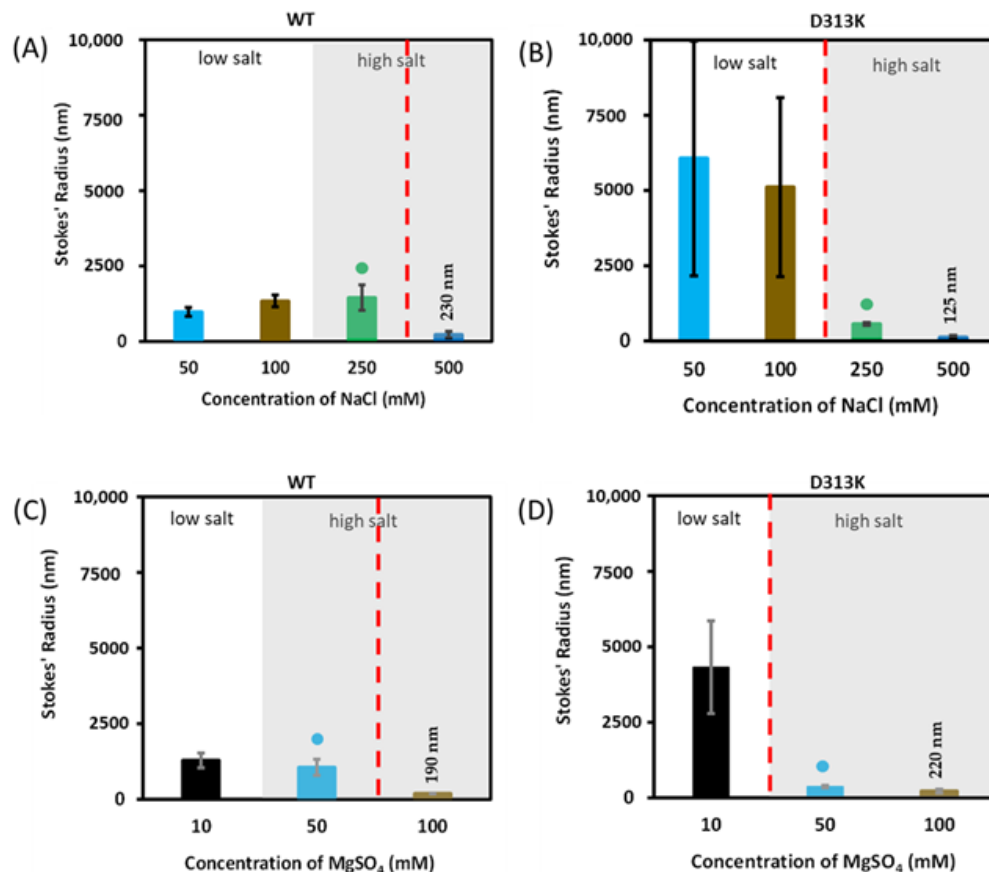 WT
(A)
low salt
high salt
10,000
7500
5000
2500
0
Stokes' Radius (nm)
230 nm
50 100 250 500
Concentration of NaCl (mM)
D313K
(B)
low salt
high salt
10,000
7500
5000
2500
0
Stokes' Radius (nm)
125 nm
50 100 250 500
Concentration of NaCl (mM)
WT
(C)
low salt
high salt
10,000
7500
5000
2500
0
Stokes' Radius (nm)
190 nm
10 50 100
Concentration of MgSO₄ (mM)
D313K
(D)
low salt
high salt
10,000
7500
5000
2500
0
Stokes' Radius (nm)
220 nm
10 50 100
Concentration of MgSO₄ (mM)